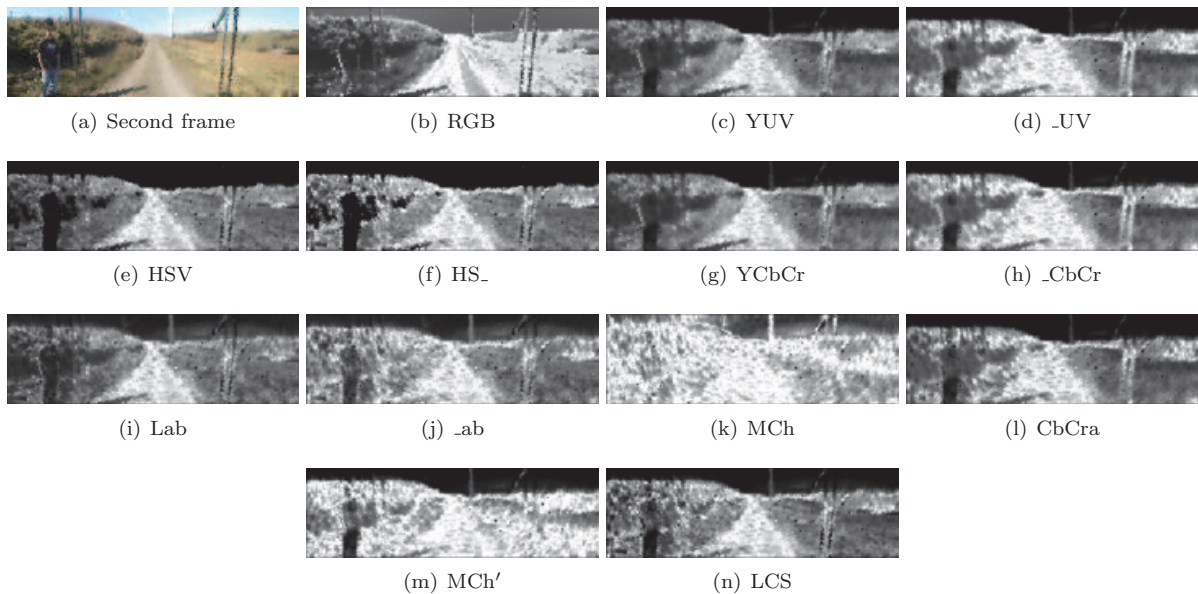 (a) Second frame
(b) RGB
(c) YUV
(d) _UV
(e) HSV
(f) HS_
(g) YCbCr
(h) _CbCr
(i) Lab
(j) _ab
(k) MCh
(l) CbCra
(m) MCh′
(n) LCS